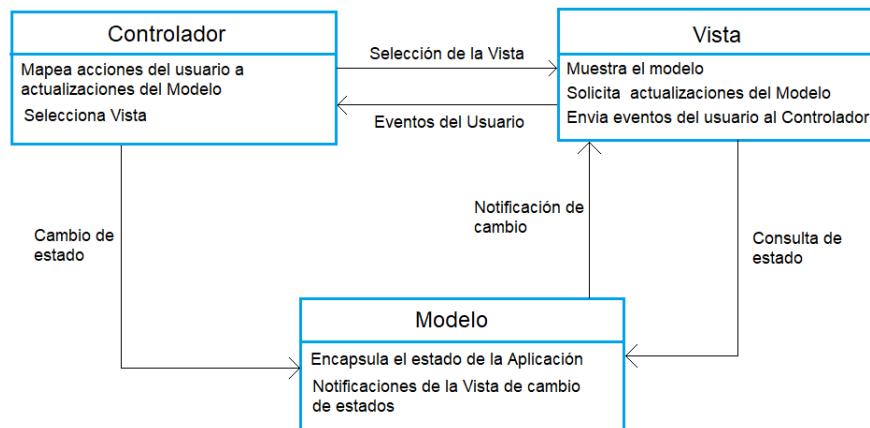 Controlador
Mapea acciones del usuario a
actualizaciones del Modelo
Selecciona Vista
Selección de la Vista
Eventos del Usuario
Vista
Muestra el modelo
Solicita actualizaciones del Modelo
Envia eventos del usuario al Controlador
Cambio de
estado
Notificación de
cambio
Consulta de
estado
Modelo
Encapsula el estado de la Aplicación
Notificaciones de la Vista de cambio
de estados